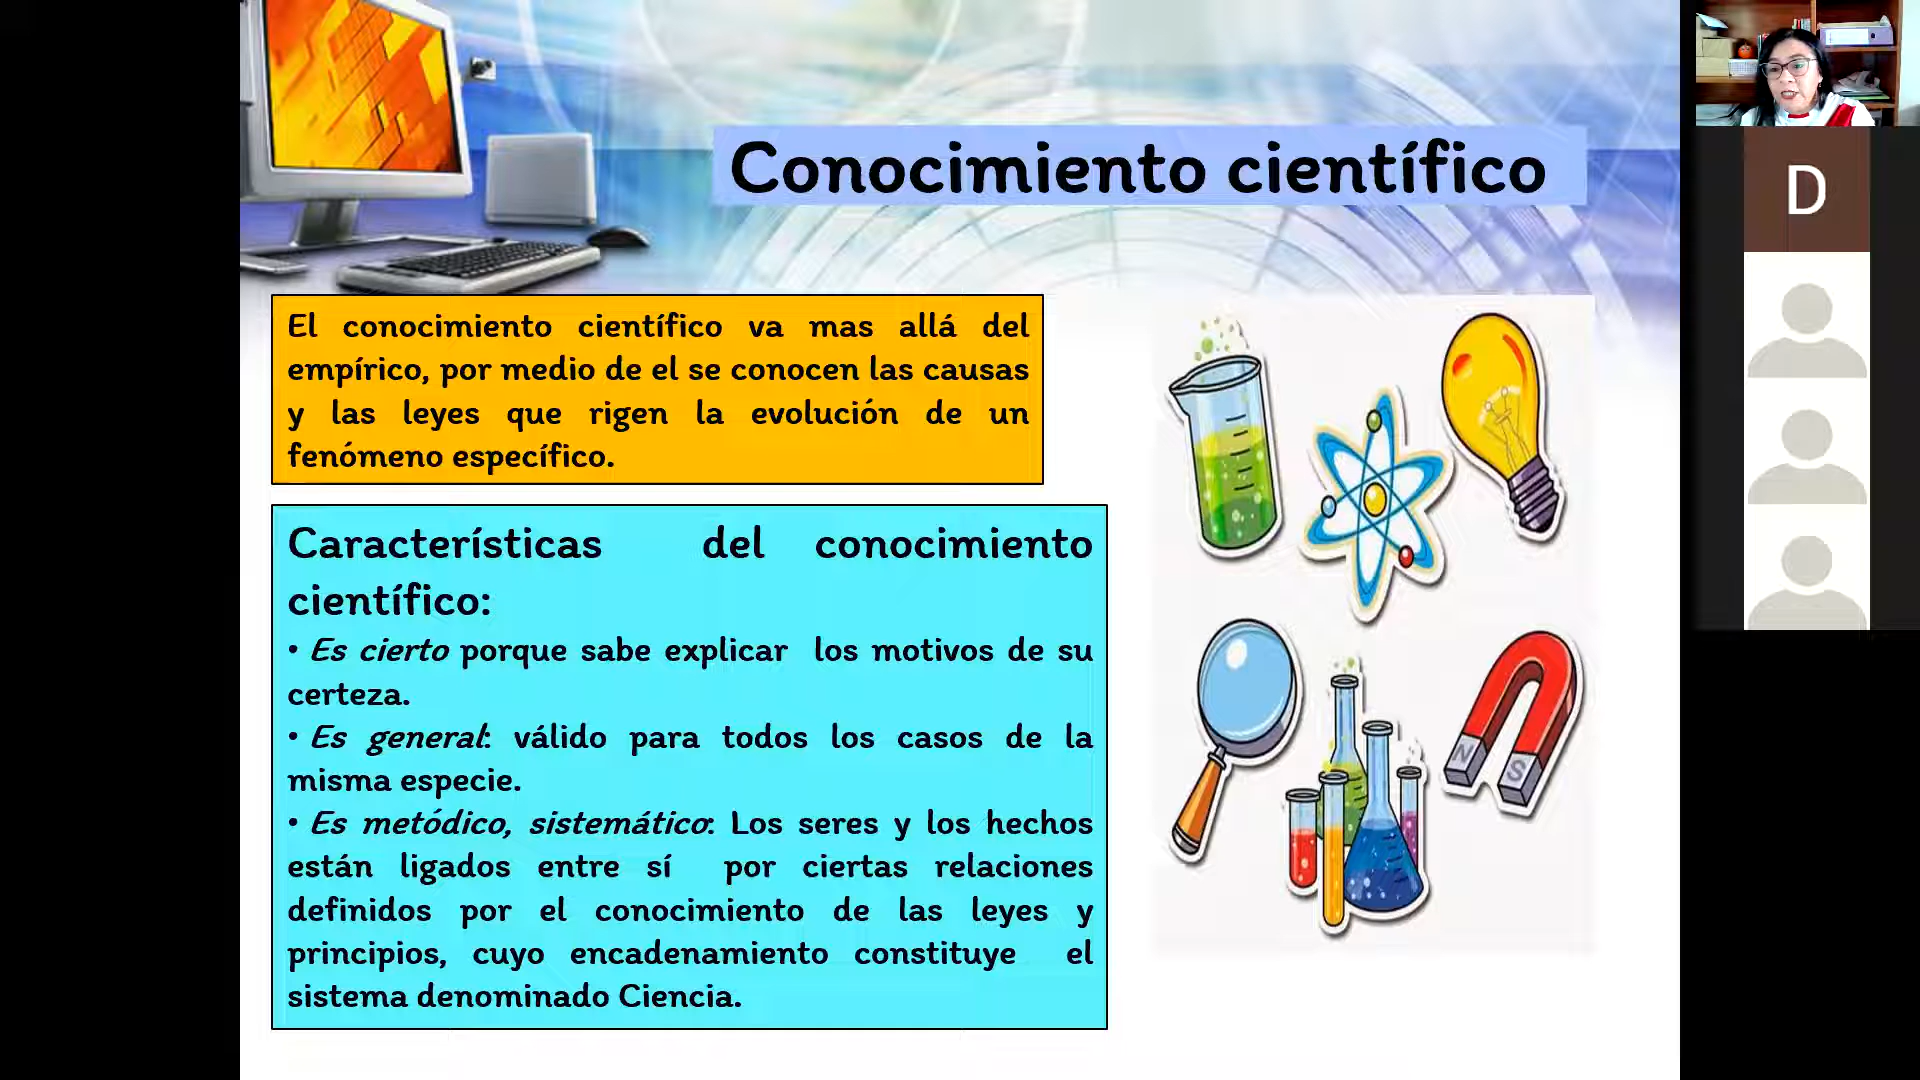 Conocimiento científico
D
El conocimiento científico va mas allá del
empírico, por medio de el se conocen las causas
y las leyes que rigen la evolución de un
fenómeno específico.
Características del conocimiento
científico:
• Es cierto porque sabe explicar los motivos de su
certeza.
• Es general: válido para todos los casos de la
misma especie.
• Es metódico, sistemático: Los seres y los hechos
están ligados entre sí por ciertas relaciones
definidos por el conocimiento de las leyes y
principios, cuyo encadenamiento constituye el
sistema denominado Ciencia.
N S